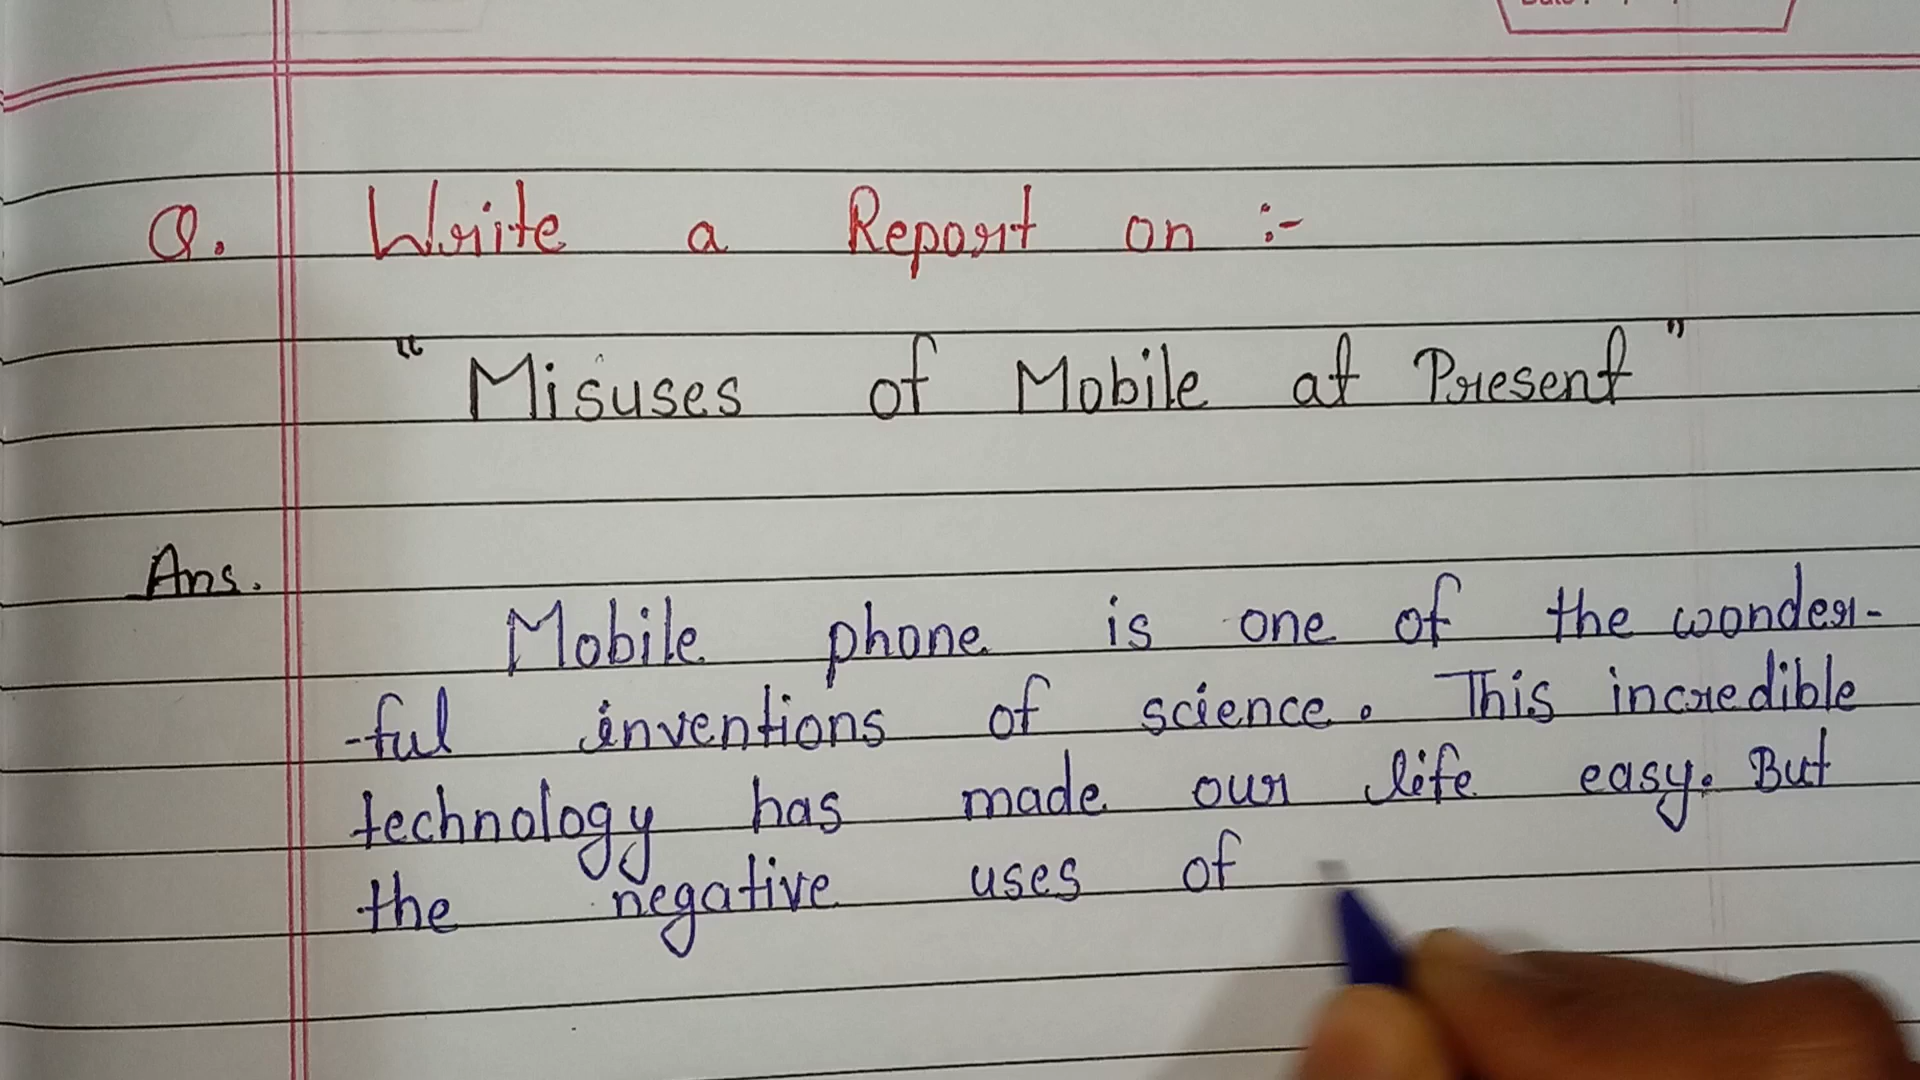 Q. Write a Report on :-
"Misuses of Mobile at Present"
Ans.
Mobile phone is one of the wonder-
-ful inventions of science. This incredible
technology has made our life easy. But
the negative uses of